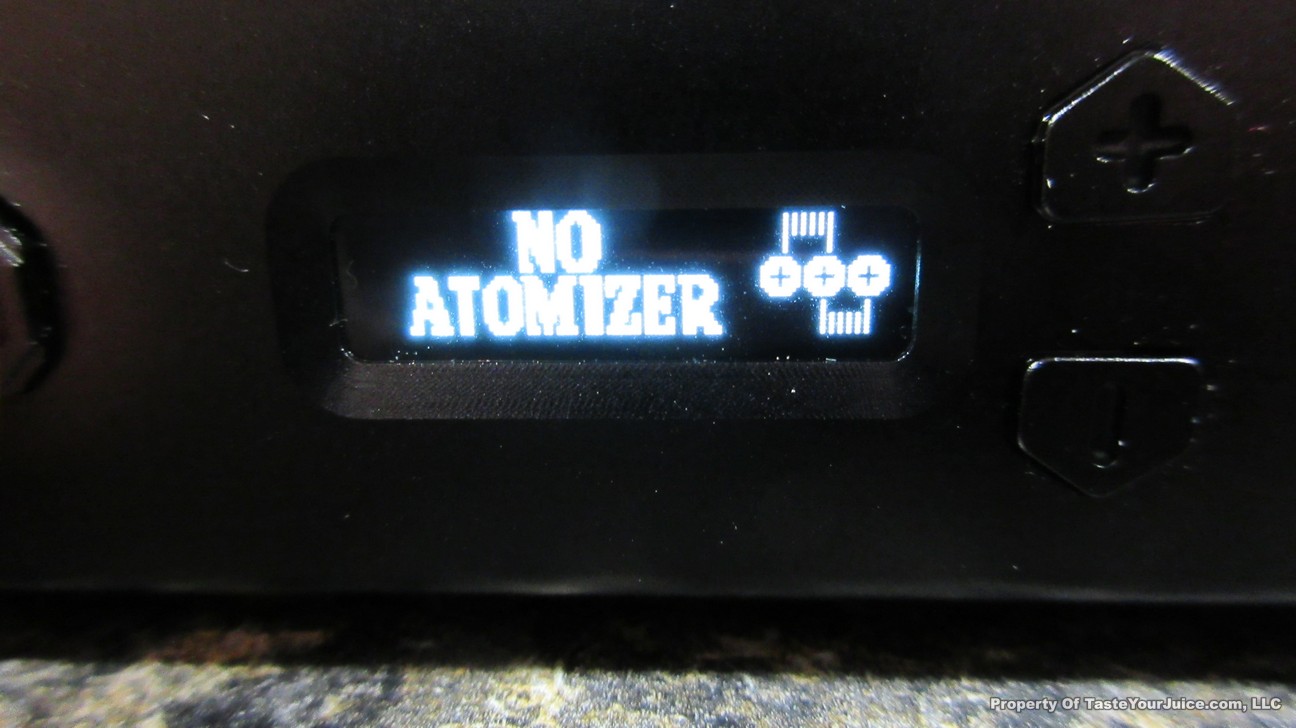 NO
ATOMIZER
Property Of TasteYourJuice.com, LLC